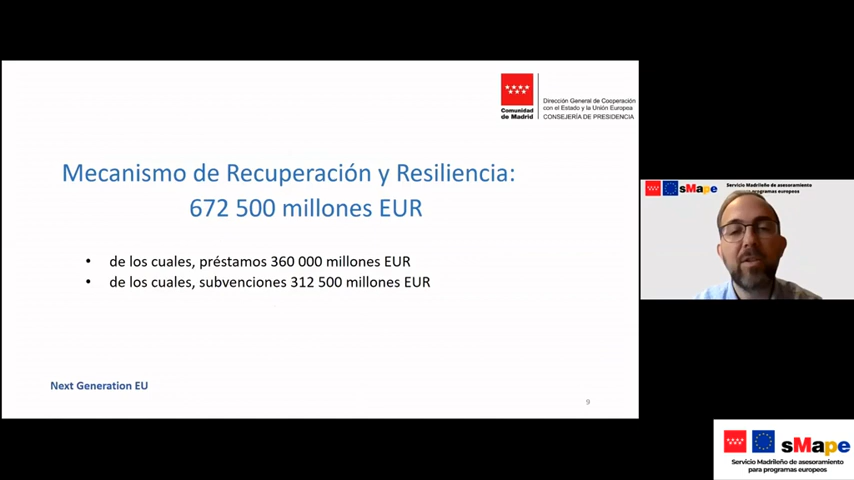 Comunidad
de Madrid
Dirección General de Cooperación
con el Estado y la Unión Europea
CONSEJERÍA DE PRESIDENCIA
Mecanismo de Recuperación y Resiliencia:
672 500 millones EUR
• de los cuales, préstamos 360 000 millones EUR
• de los cuales, subvenciones 312 500 millones EUR
Next Generation EU
9
sMape
Servicio Madrileño de asesoramiento
programas europeos
sMape
Servicio Madrileño de asesoramiento
para programas europeos